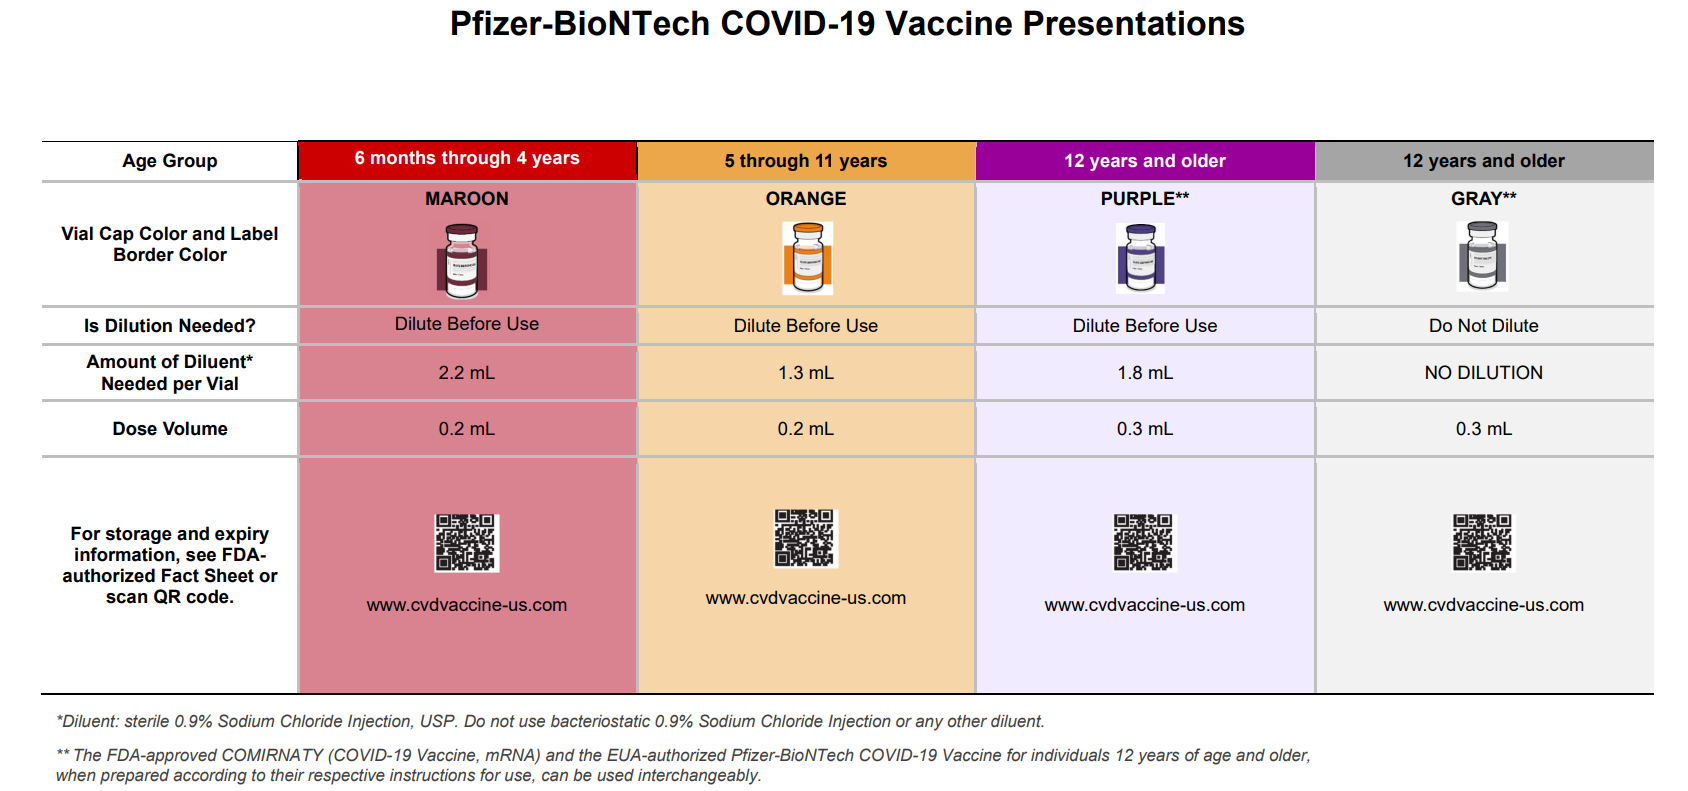 Pfizer-BioNTech COVID-19 Vaccine Presentations
Age Group
6 months through 4 years
5 through 11 years
12 years and older
12 years and older
Vial Cap Color and Label
Border Color
MAROON
ORANGE
PURPLE**
GRAY**
Is Dilution Needed?
Dilute Before Use
Dilute Before Use
Dilute Before Use
Do Not Dilute
Amount of Diluent*
Needed per Vial
2.2 mL
1.3 mL
1.8 mL
NO DILUTION
Dose Volume
0.2 mL
0.2 mL
0.3 mL
0.3 mL
For storage and expiry
information, see FDA-
authorized Fact Sheet or
scan QR code.
www.cvdvaccine-us.com
www.cvdvaccine-us.com
www.cvdvaccine-us.com
www.cvdvaccine-us.com
*Diluent: sterile 0.9% Sodium Chloride Injection, USP. Do not use bacteriostatic 0.9% Sodium Chloride Injection or any other diluent.
** The FDA-approved COMIRNATY (COVID-19 Vaccine, mRNA) and the EUA-authorized Pfizer-BioNTech COVID-19 Vaccine for individuals 12 years of age and older,
when prepared according to their respective instructions for use, can be used interchangeably.